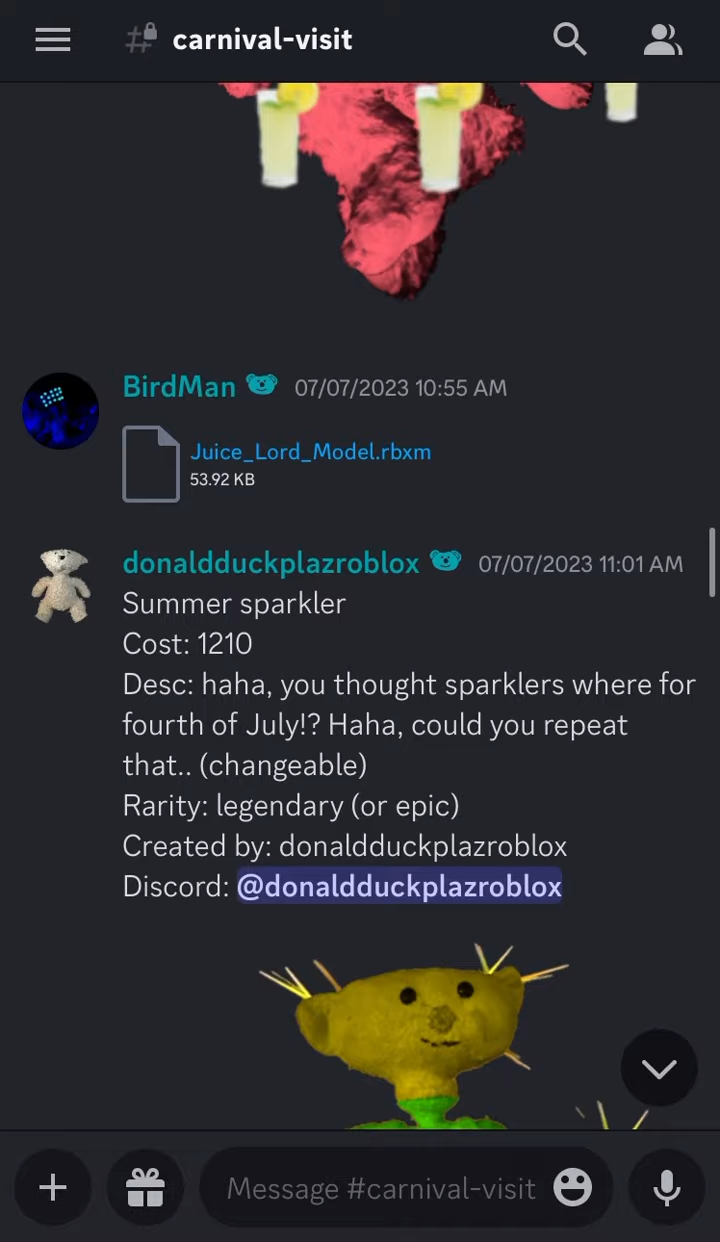 carnival-visit
BirdMan 07/07/2023 10:55 AM
Juice_Lord_Model.rbxm
53.92 KB
donaldduckplazroblox 07/07/2023 11:01 AM
Summer sparkler
Cost: 1210
Desc: haha, you thought sparklers where for
fourth of July!? Haha, could you repeat
that.. (changeable)
Rarity: legendary (or epic)
Created by: donaldduckplazroblox
Discord: @donaldduckplazroblox
Message #carnival-visit